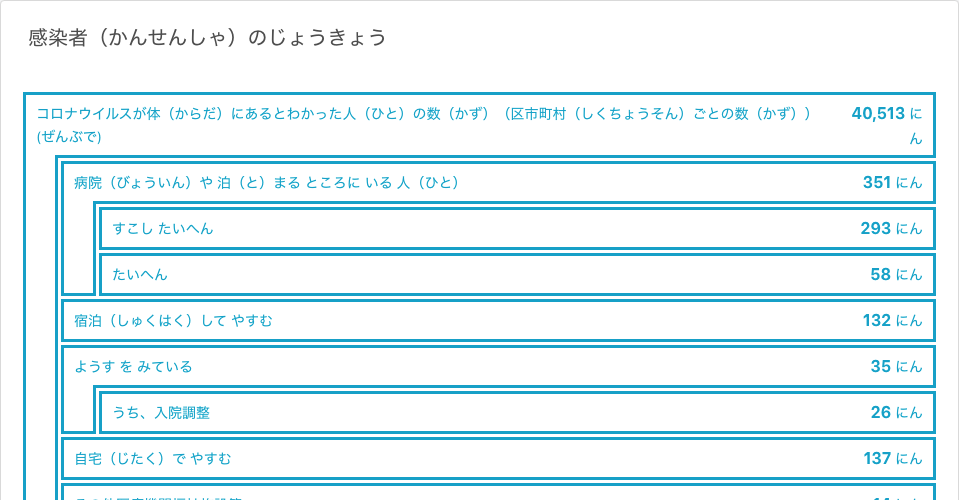 感染者（かんせんしゃ）のじょうきょう
コロナウイルスが体（からだ）にあるとわかった人（ひと）の数（かず）（区市町村（しくちょうそん）ごとの数（かず））
(ぜんぶで)
40,513 に
ん
病院（びょういん）や 泊（と）まる ところに いる 人（ひと）
351 にん
すこし たいへん
293 にん
たいへん
58 にん
宿泊（しゅくはく）して やすむ
132 にん
ようす を みている
35 にん
うち、入院調整
26 にん
自宅（じたく）で やすむ
137 にん